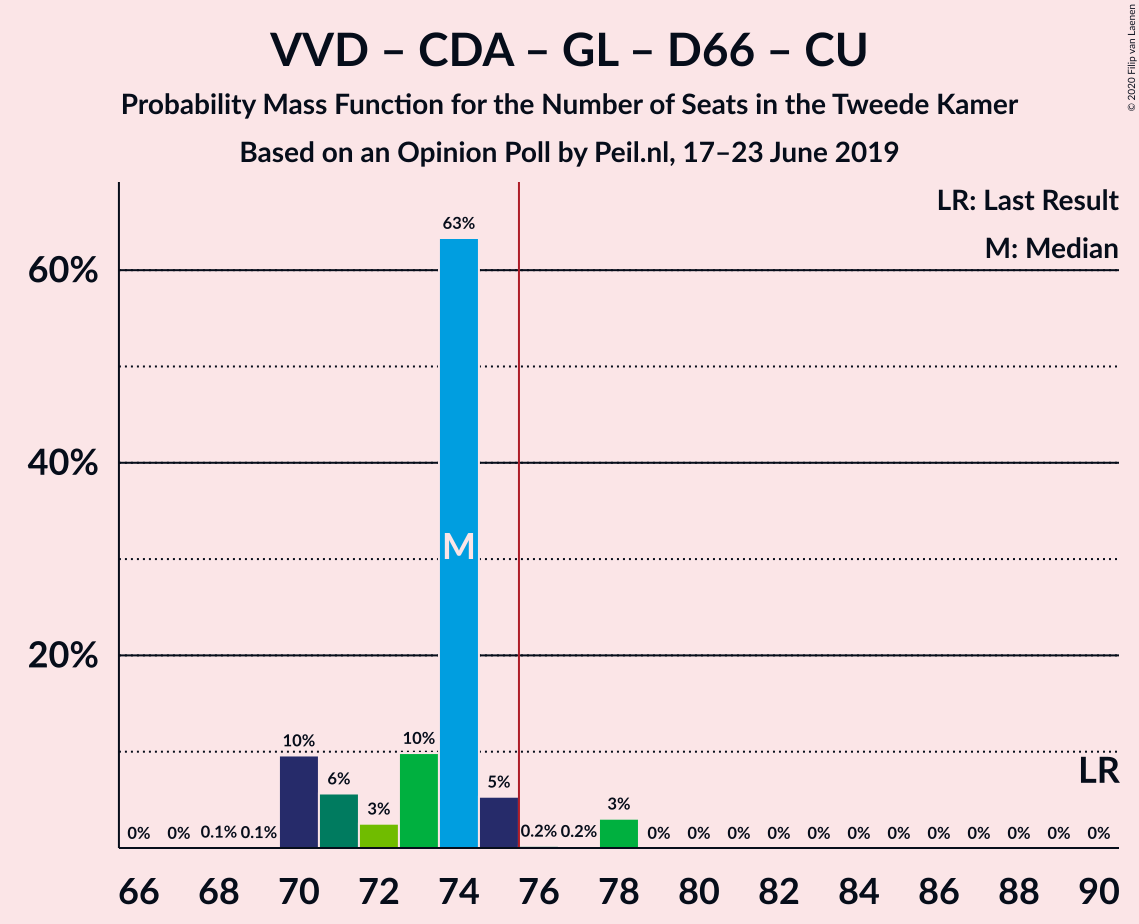 VVD – CDA – GL – D66 – CU
Probability Mass Function for the Number of Seats in the Tweede Kamer
Based on an Opinion Poll by Peil.nl, 17–23 June 2019
© 2020 Filip van Laenen
LR: Last Result
M: Median
60%
40%
20%
63%
M
LR
0% 0% 0.1% 0.1% 10% 6% 3% 10% 5% 0.2% 0.2% 3% 0% 0% 0% 0% 0% 0% 0% 0% 0% 0% 0% 0%
66 68 70 72 74 76 78 80 82 84 86 88 90